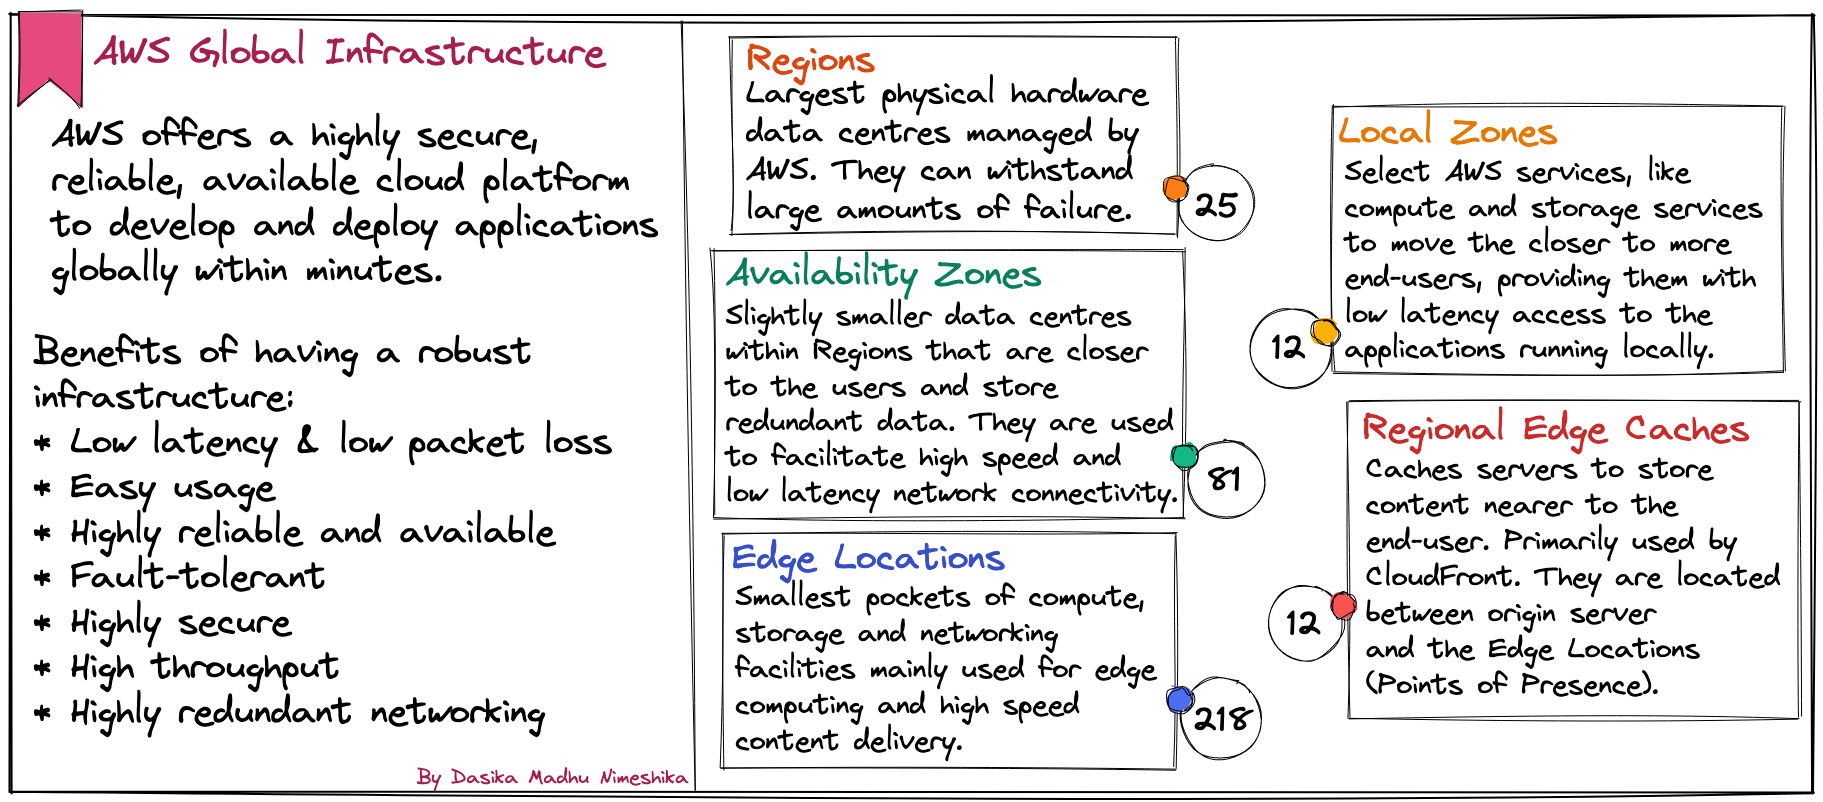 AWS Global Infrastructure
AWS offers a highly secure,
reliable, available cloud platform
to develop and deploy applications
globally within minutes.
Benefits of having a robust
infrastructure:
* Low latency & low packet loss
* Easy usage
* Highly reliable and available
* Fault-tolerant
* Highly secure
* High throughput
* Highly redundant networking
By Dasika Madhu Nimeshika
Regions
Largest physical hardware
data centres managed by
AWS. They can withstand
large amounts of failure.
25
Availability Zones
Slightly smaller data centres
within Regions that are closer
to the users and store
redundant data. They are used
to facilitate high speed and
low latency network connectivity.
81
Edge Locations
Smallest pockets of compute,
storage and networking
facilities mainly used for edge
computing and high speed
content delivery.
218
Local Zones
Select AWS services, like
compute and storage services
to move the closer to more
end-users, providing them with
low latency access to the
applications running locally.
12
Regional Edge Caches
Caches servers to store
content nearer to the
end-user. Primarily used by
CloudFront. They are located
between origin server
and the Edge Locations
(Points of Presence).
12